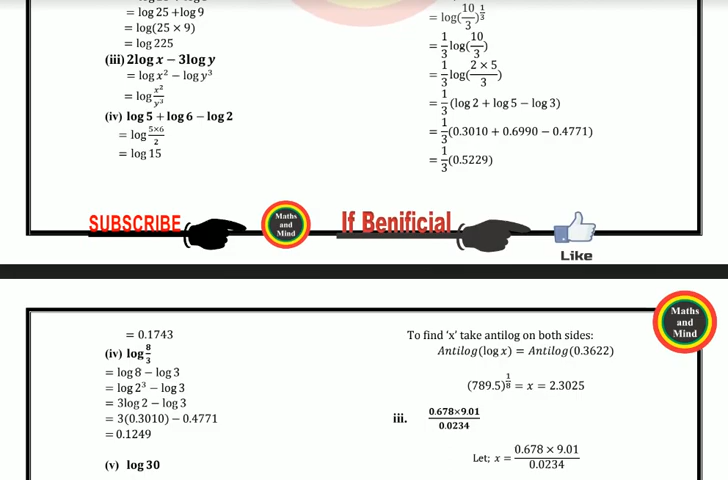 = log 25 + log 9
= log(25 × 9)
= log 225
(iii) 2log x − 3log y
= log x² − log y³
= log x²/y³
(iv) log 5 + log 6 − log 2
= log 5×6/2
= log 15
= log(10/3)^1/3
= 1/3 log(10/3)
= 1/3 log(2 × 5/3)
= 1/3 (log 2 + log 5 − log 3)
= 1/3 (0.3010 + 0.6990 − 0.4771)
= 1/3 (0.5229)
SUBSCRIBE
Maths
and
Mind
If Benificial
Like
= 0.1743
(iv) log 8/3
= log 8 − log 3
= log 2³ − log 3
= 3log 2 − log 3
= 3(0.3010) − 0.4771
= 0.1249
(v) log 30
Maths
and
Mind
To find 'x' take antilog on both sides:
Antilog(log x) = Antilog(0.3622)
(789.5)^1/8 = x = 2.3025
iii. 0.678×9.01/0.0234
Let; x = 0.678 × 9.01/0.0234